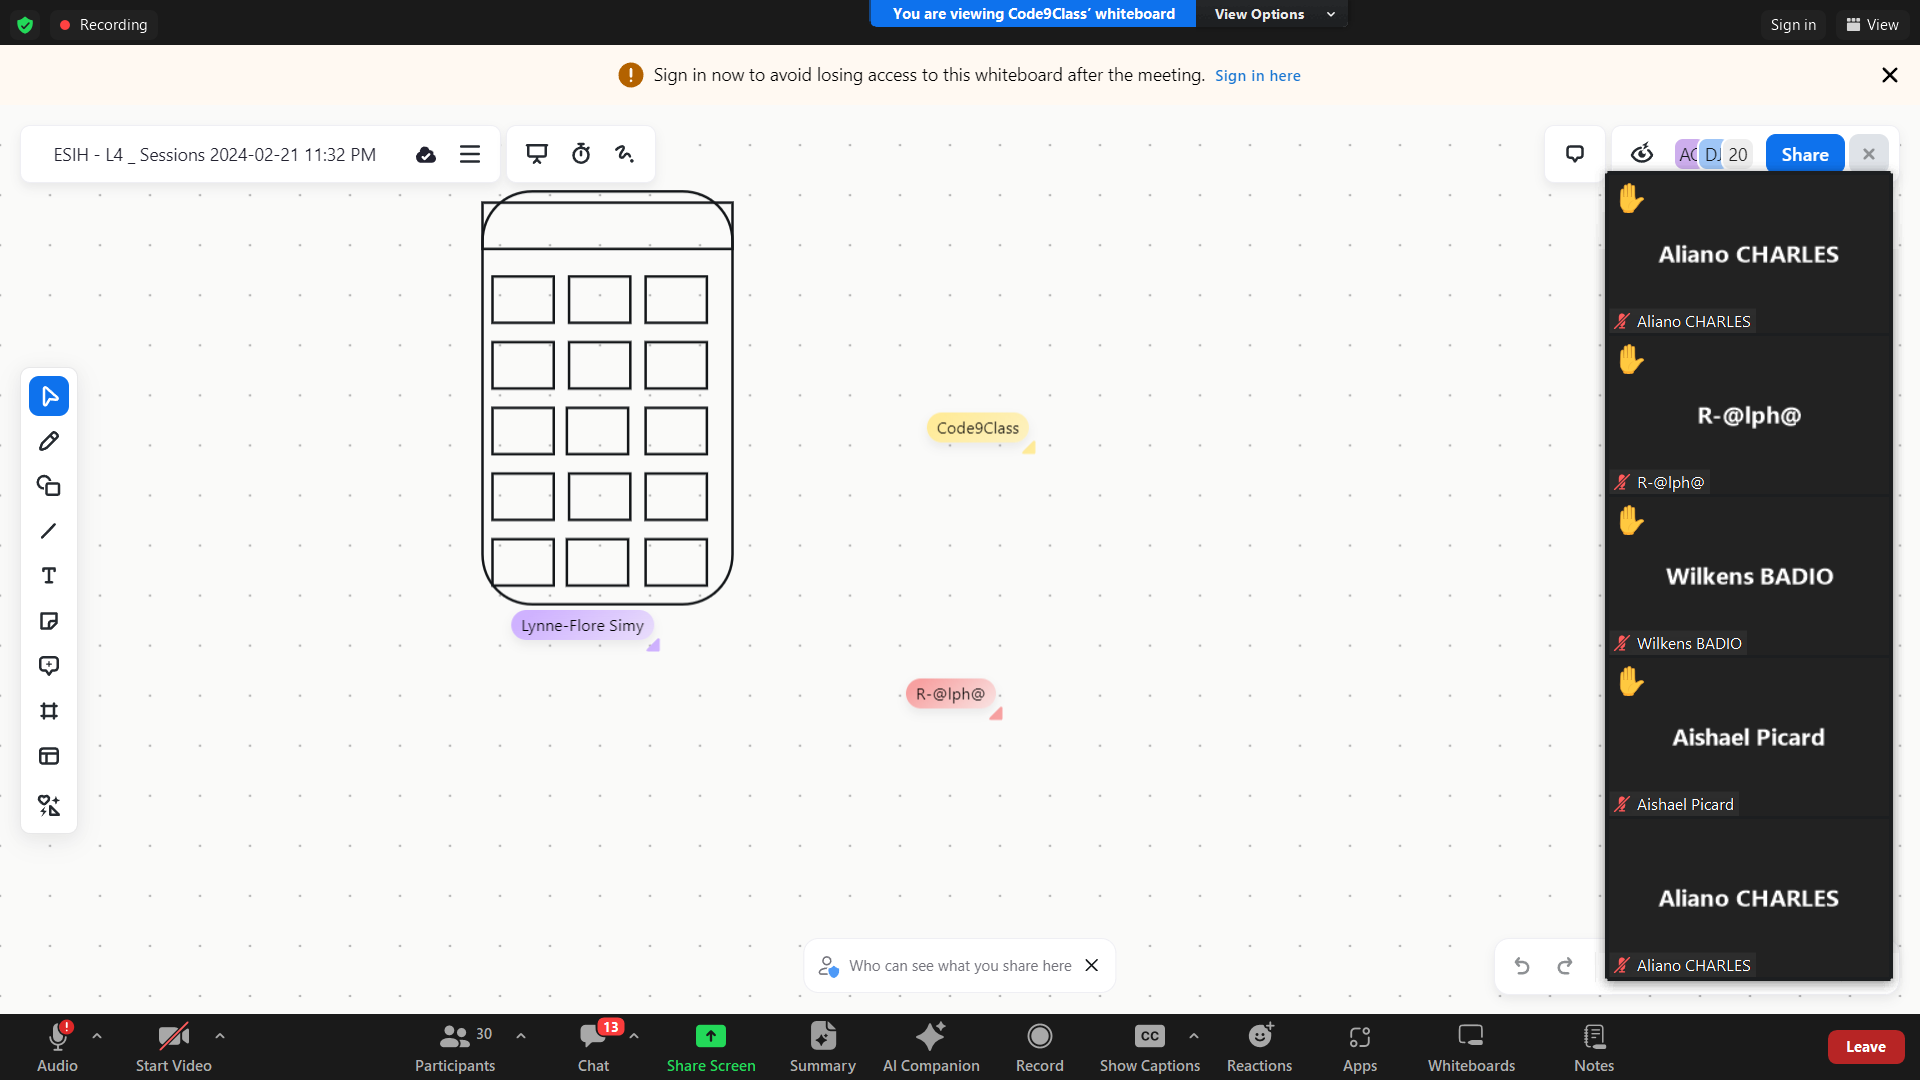 Recording
You are viewing Code9Class' whiteboard
View Options
Sign in
View
Sign in now to avoid losing access to this whiteboard after the meeting. Sign in here
ESIH - L4 _ Sessions 2024-02-21 11:32 PM
20
Share
Aliano CHARLES
Aliano CHARLES
R-@lph@
R-@lph@
Wilkens BADIO
Wilkens BADIO
Aishael Picard
Aishael Picard
Aliano CHARLES
Aliano CHARLES
Code9Class
Lynne-Flore Simy
R-@lph@
T
Who can see what you share here
Audio
Start Video
30
Participants
13
Chat
Share Screen
Summary
AI Companion
Record
CC
Show Captions
Reactions
Apps
Whiteboards
Notes
Leave